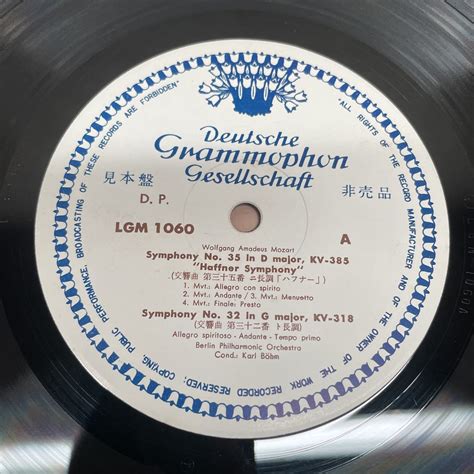 Deutsche
Grammophon
Gesellschaft
見本盤
非売品
D. P.
LGM 1060
A
Wolfgang Amadeus Mozart
Symphony No. 35 in D major, KV-385
"Haffner Symphony"
(交響曲 第三十五番 ニ長調「ハフナー」)
1. Mvt.: Allegro con spirito
2. Mvt.: Andante / 3. Mvt.: Menuetto
4. Mvt.: Finale: Presto
Symphony No. 32 in G major, KV-318
(交響曲 第三十二番 ト長調)
Allegro spiritoso - Andante - Tempo primo
Berlin Philharmonic Orchestra
Cond.: Karl Böhm
"ALL RIGHTS OF THE RECORD MANUFACTURER AND OF THE OWNER OF THE WORK RECORDED RESERVED; COPYING, PUBLIC PERFORMANCE, BROADCASTING OF THESE RECORDS ARE FORBIDDEN"